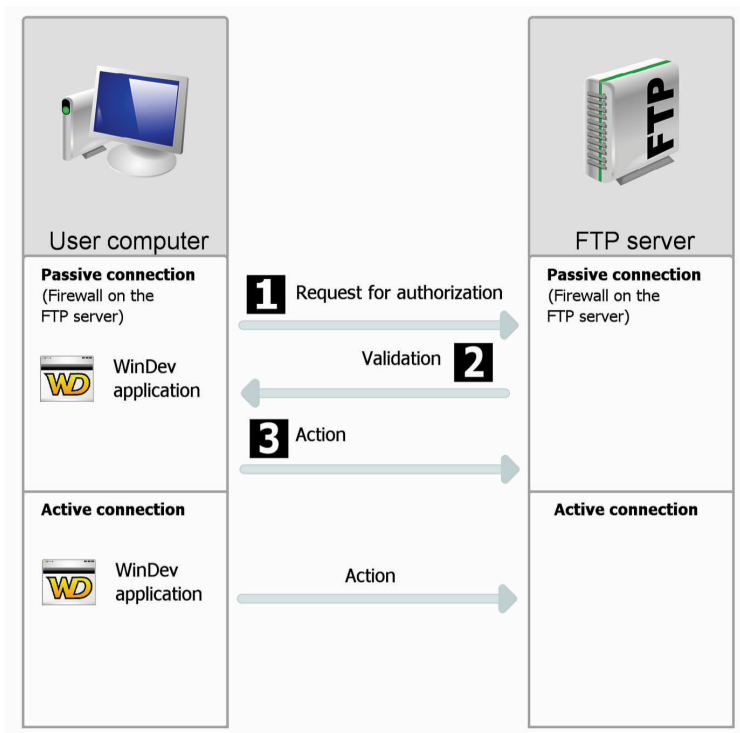 FTP
User computer
FTP server
Passive connection
(Firewall on the
FTP server)
WD
WinDev
application
1 Request for authorization
Validation 2
3 Action
Passive connection
(Firewall on the
FTP server)
Active connection
WD
WinDev
application
Action
Active connection